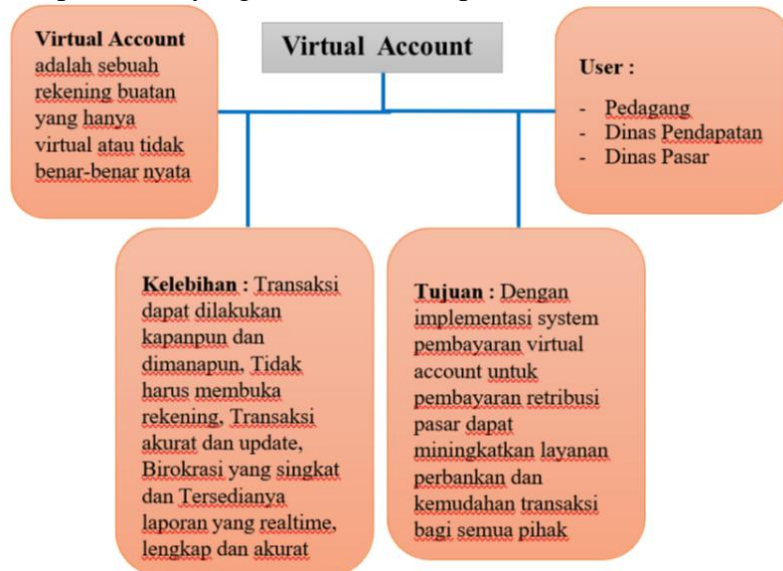 Virtual Account
Virtual Account
adalah sebuah
rekening buatan
yang hanya
virtual atau tidak
benar-benar nyata
User :
- Pedagang
- Dinas Pendapatan
- Dinas Pasar
Kelebihan : Transaksi
dapat dilakukan
kapanpun dan
dimanapun, Tidak
harus membuka
rekening, Transaksi
akurat dan update,
Birokrasi yang singkat
dan Tersedianya
laporan yang realtime,
lengkap dan akurat
Tujuan : Dengan
implementasi system
pembayaran virtual
account untuk
pembayaran retribusi
pasar dapat
miningkatkan layanan
perbankan dan
kemudahan transaksi
bagi semua pihak